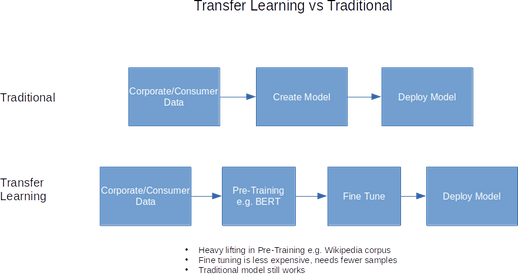 Transfer Learning vs Traditional
Traditional
Corporate/Consumer
Data
Create Model
Deploy Model
Transfer
Learning
Corporate/Consumer
Data
Pre-Training
e.g. BERT
Fine Tune
Deploy Model
• Heavy lifting in Pre-Training e.g. Wikipedia corpus
• Fine tuning is less expensive, needs fewer samples
• Traditional model still works